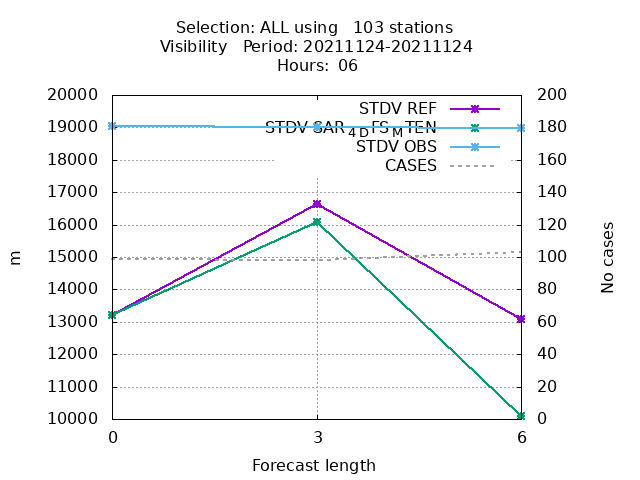 Selection: ALL using   103 stations
Visibility   Period: 20211124-20211124
Hours:  06
20000
19000
18000
17000
16000
15000
14000
13000
12000
11000
10000
m
STDV REF
STDV SAR4DFSMTEN
STDV OBS
CASES
200
180
160
140
120
100
80
60
40
20
0
No cases
0 3 6
Forecast length